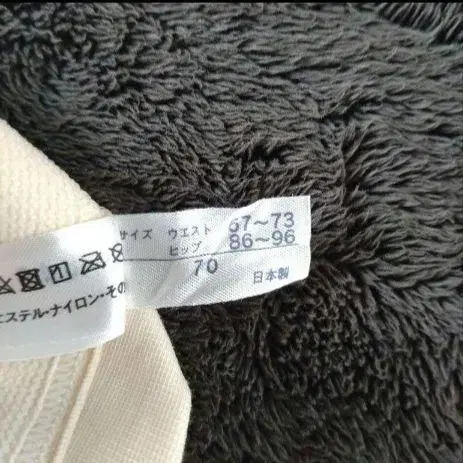 サイズ ウエスト 67~73
ヒップ 86~96
70
日本製
エステル・ナイロン・その